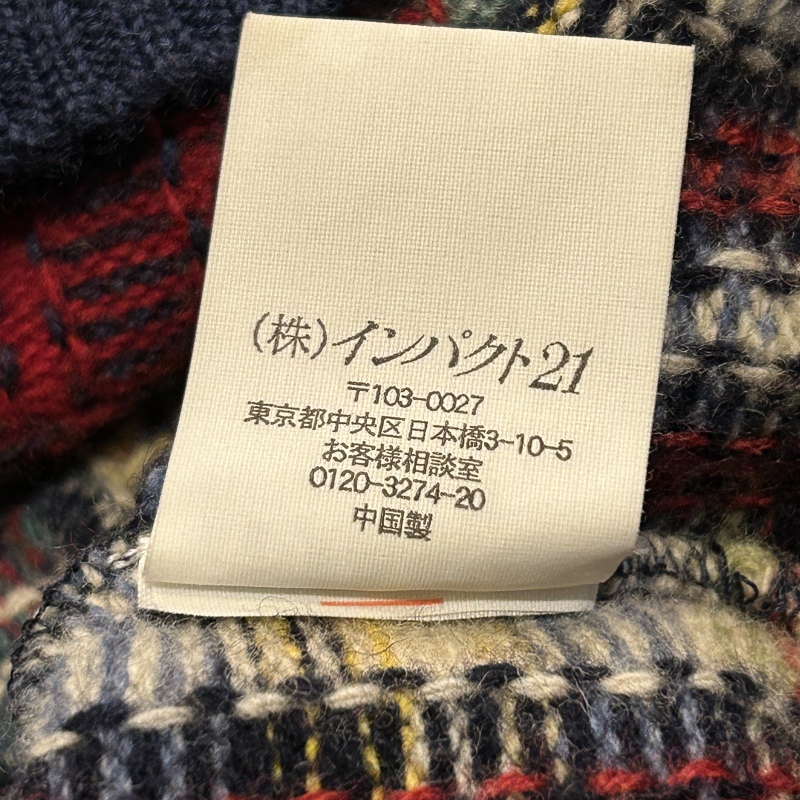 (株)インパクト21
〒103-0027
東京都中央区日本橋3-10-5
お客様相談室
0120-3274-20
中国製